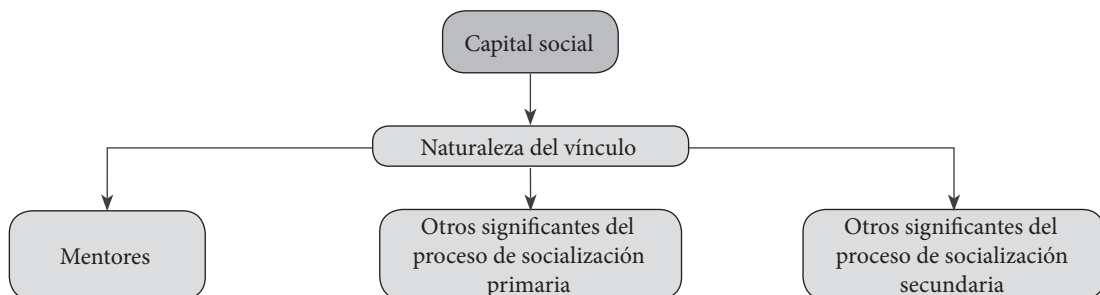 Capital social
Naturaleza del vínculo
Mentores
Otros significantes del
proceso de socialización
primaria
Otros significantes del
proceso de socialización
secundaria